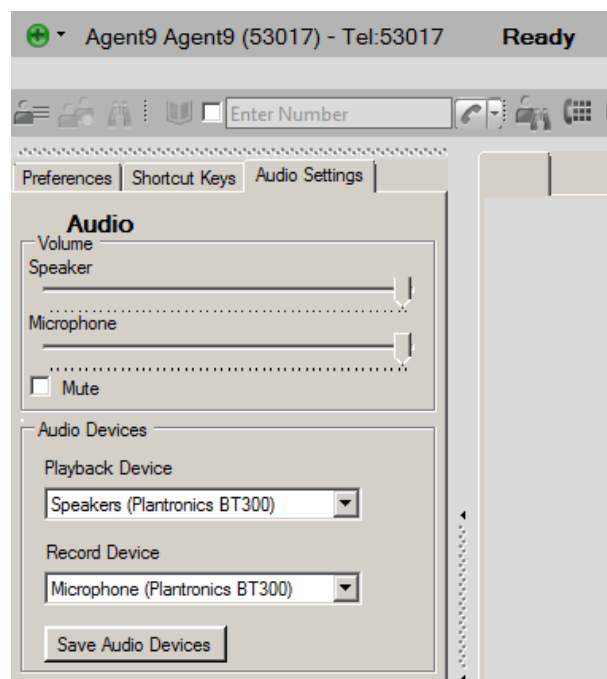 Agent9 Agent9 (53017) - Tel:53017 Ready
Enter Number
Preferences Shortcut Keys Audio Settings
Audio
Volume
Speaker
Microphone
Mute
Audio Devices
Playback Device
Speakers (Plantronics BT300)
Record Device
Microphone (Plantronics BT300)
Save Audio Devices